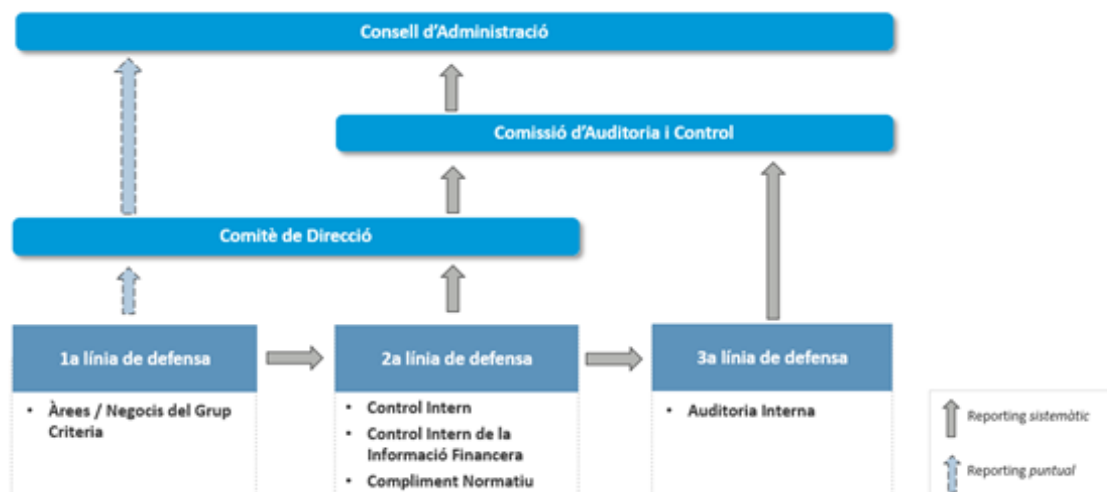 Consell d'Administració
Comissió d'Auditoria i Control
Comitè de Direcció
1a línia de defensa
2a línia de defensa
3a línia de defensa
• Àrees / Negocis del Grup
Criteria
• Control Intern
• Control Intern de la
Informació Financera
• Compliment Normatiu
• Auditoria Interna
Reporting sistemàtic
Reporting puntual